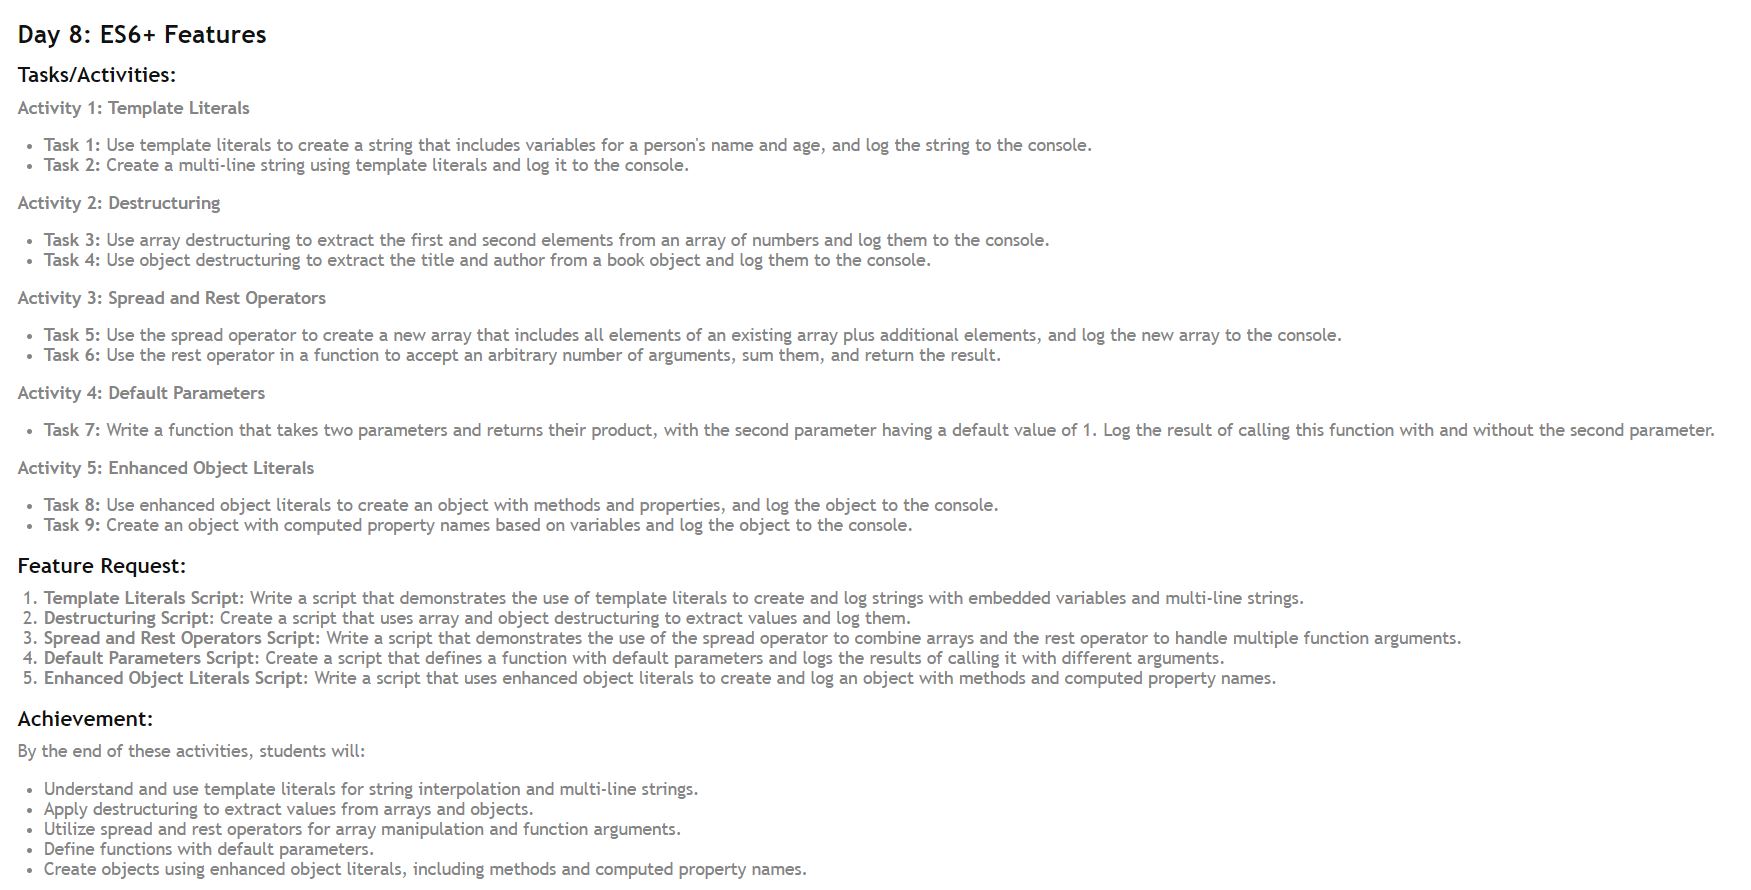 Day 8: ES6+ Features
Tasks/Activities:
Activity 1: Template Literals
• Task 1: Use template literals to create a string that includes variables for a person's name and age, and log the string to the console.
• Task 2: Create a multi-line string using template literals and log it to the console.
Activity 2: Destructuring
• Task 3: Use array destructuring to extract the first and second elements from an array of numbers and log them to the console.
• Task 4: Use object destructuring to extract the title and author from a book object and log them to the console.
Activity 3: Spread and Rest Operators
• Task 5: Use the spread operator to create a new array that includes all elements of an existing array plus additional elements, and log the new array to the console.
• Task 6: Use the rest operator in a function to accept an arbitrary number of arguments, sum them, and return the result.
Activity 4: Default Parameters
• Task 7: Write a function that takes two parameters and returns their product, with the second parameter having a default value of 1. Log the result of calling this function with and without the second parameter.
Activity 5: Enhanced Object Literals
• Task 8: Use enhanced object literals to create an object with methods and properties, and log the object to the console.
• Task 9: Create an object with computed property names based on variables and log the object to the console.
Feature Request:
1. Template Literals Script: Write a script that demonstrates the use of template literals to create and log strings with embedded variables and multi-line strings.
2. Destructuring Script: Create a script that uses array and object destructuring to extract values and log them.
3. Spread and Rest Operators Script: Write a script that demonstrates the use of the spread operator to combine arrays and the rest operator to handle multiple function arguments.
4. Default Parameters Script: Create a script that defines a function with default parameters and logs the results of calling it with different arguments.
5. Enhanced Object Literals Script: Write a script that uses enhanced object literals to create and log an object with methods and computed property names.
Achievement:
By the end of these activities, students will:
• Understand and use template literals for string interpolation and multi-line strings.
• Apply destructuring to extract values from arrays and objects.
• Utilize spread and rest operators for array manipulation and function arguments.
• Define functions with default parameters.
• Create objects using enhanced object literals, including methods and computed property names.